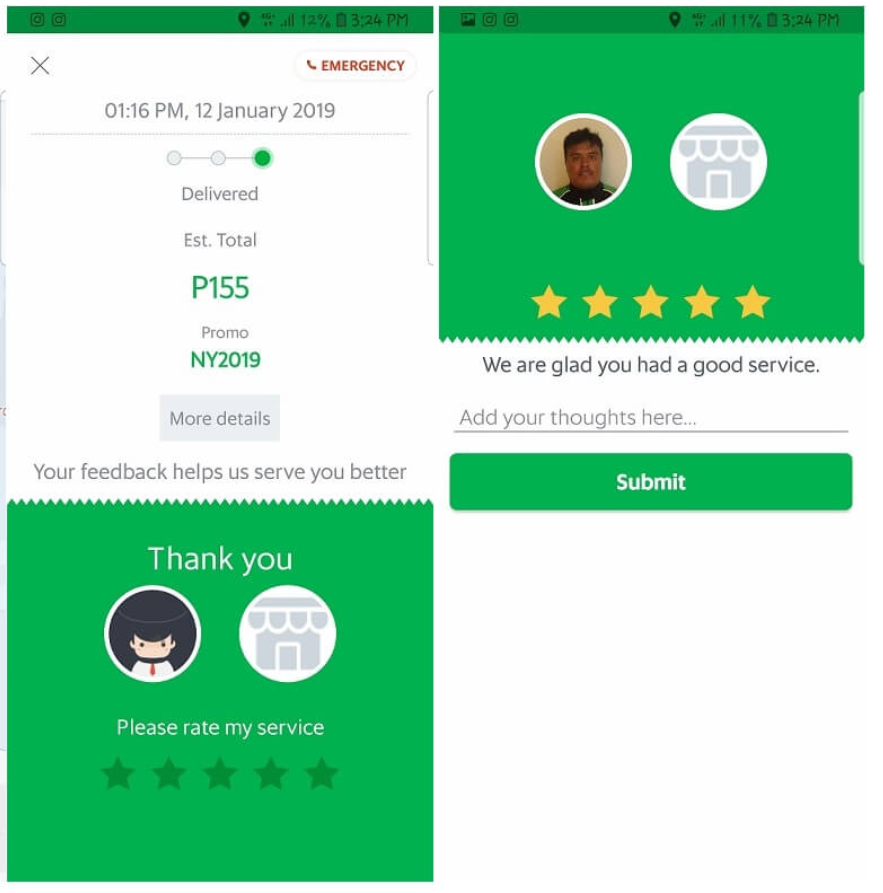 12% 3:24 PM
EMERGENCY
01:16 PM, 12 January 2019
Delivered
Est. Total
P155
Promo
NY2019
More details
Your feedback helps us serve you better
Thank you
Please rate my service
11% 3:24 PM
We are glad you had a good service.
Add your thoughts here...
Submit